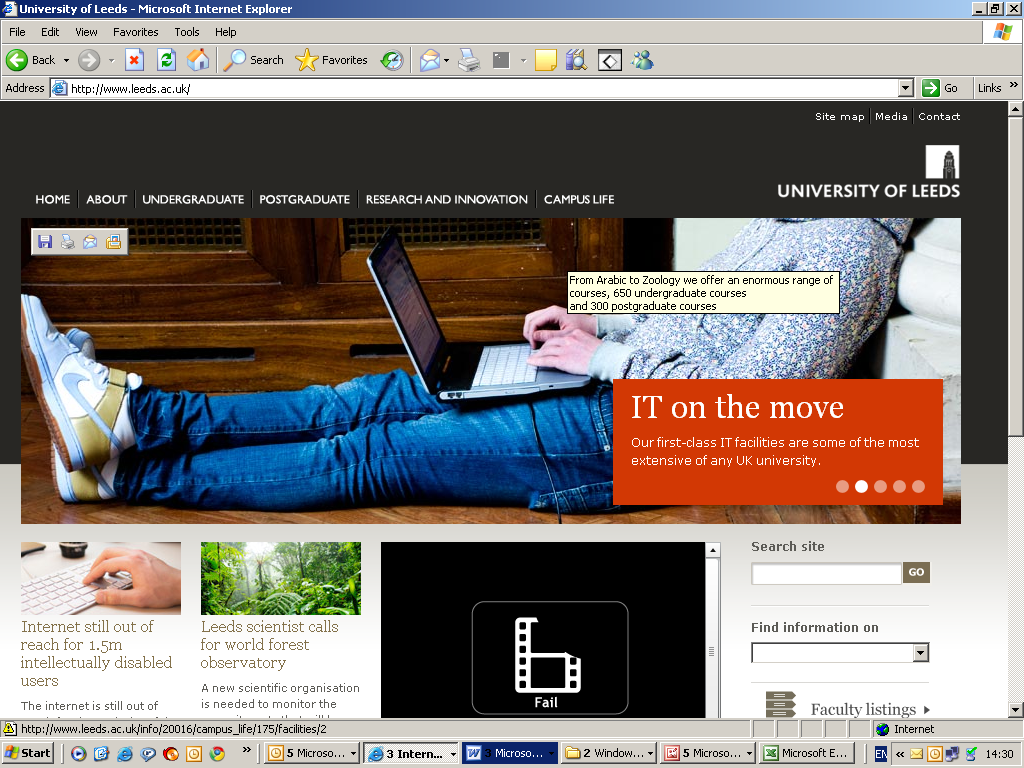 University of Leeds - Microsoft Internet Explorer
File Edit View Favorites Tools Help
Back Search Favorites
Address http://www.leeds.ac.uk/ Go Links »
Site map Media Contact
UNIVERSITY OF LEEDS
HOME ABOUT UNDERGRADUATE POSTGRADUATE RESEARCH AND INNOVATION CAMPUS LIFE
From Arabic to Zoology we offer an enormous range of
courses, 650 undergraduate courses
and 300 postgraduate courses
IT on the move
Our first-class IT facilities are some of the most
extensive of any UK university.
Internet still out of
reach for 1.5m
intellectually disabled
users
The internet is still out of
Leeds scientist calls
for world forest
observatory
A new scientific organisation
is needed to monitor the
Fail
Search site
GO
Find information on
Faculty listings
http://www.leeds.ac.uk/info/20016/campus_life/175/facilities/2 Internet
Start » 5 Microso... 3 Intern... 3 Microso... 2 Window... 5 Microso... Microsoft E... EN « 14:30